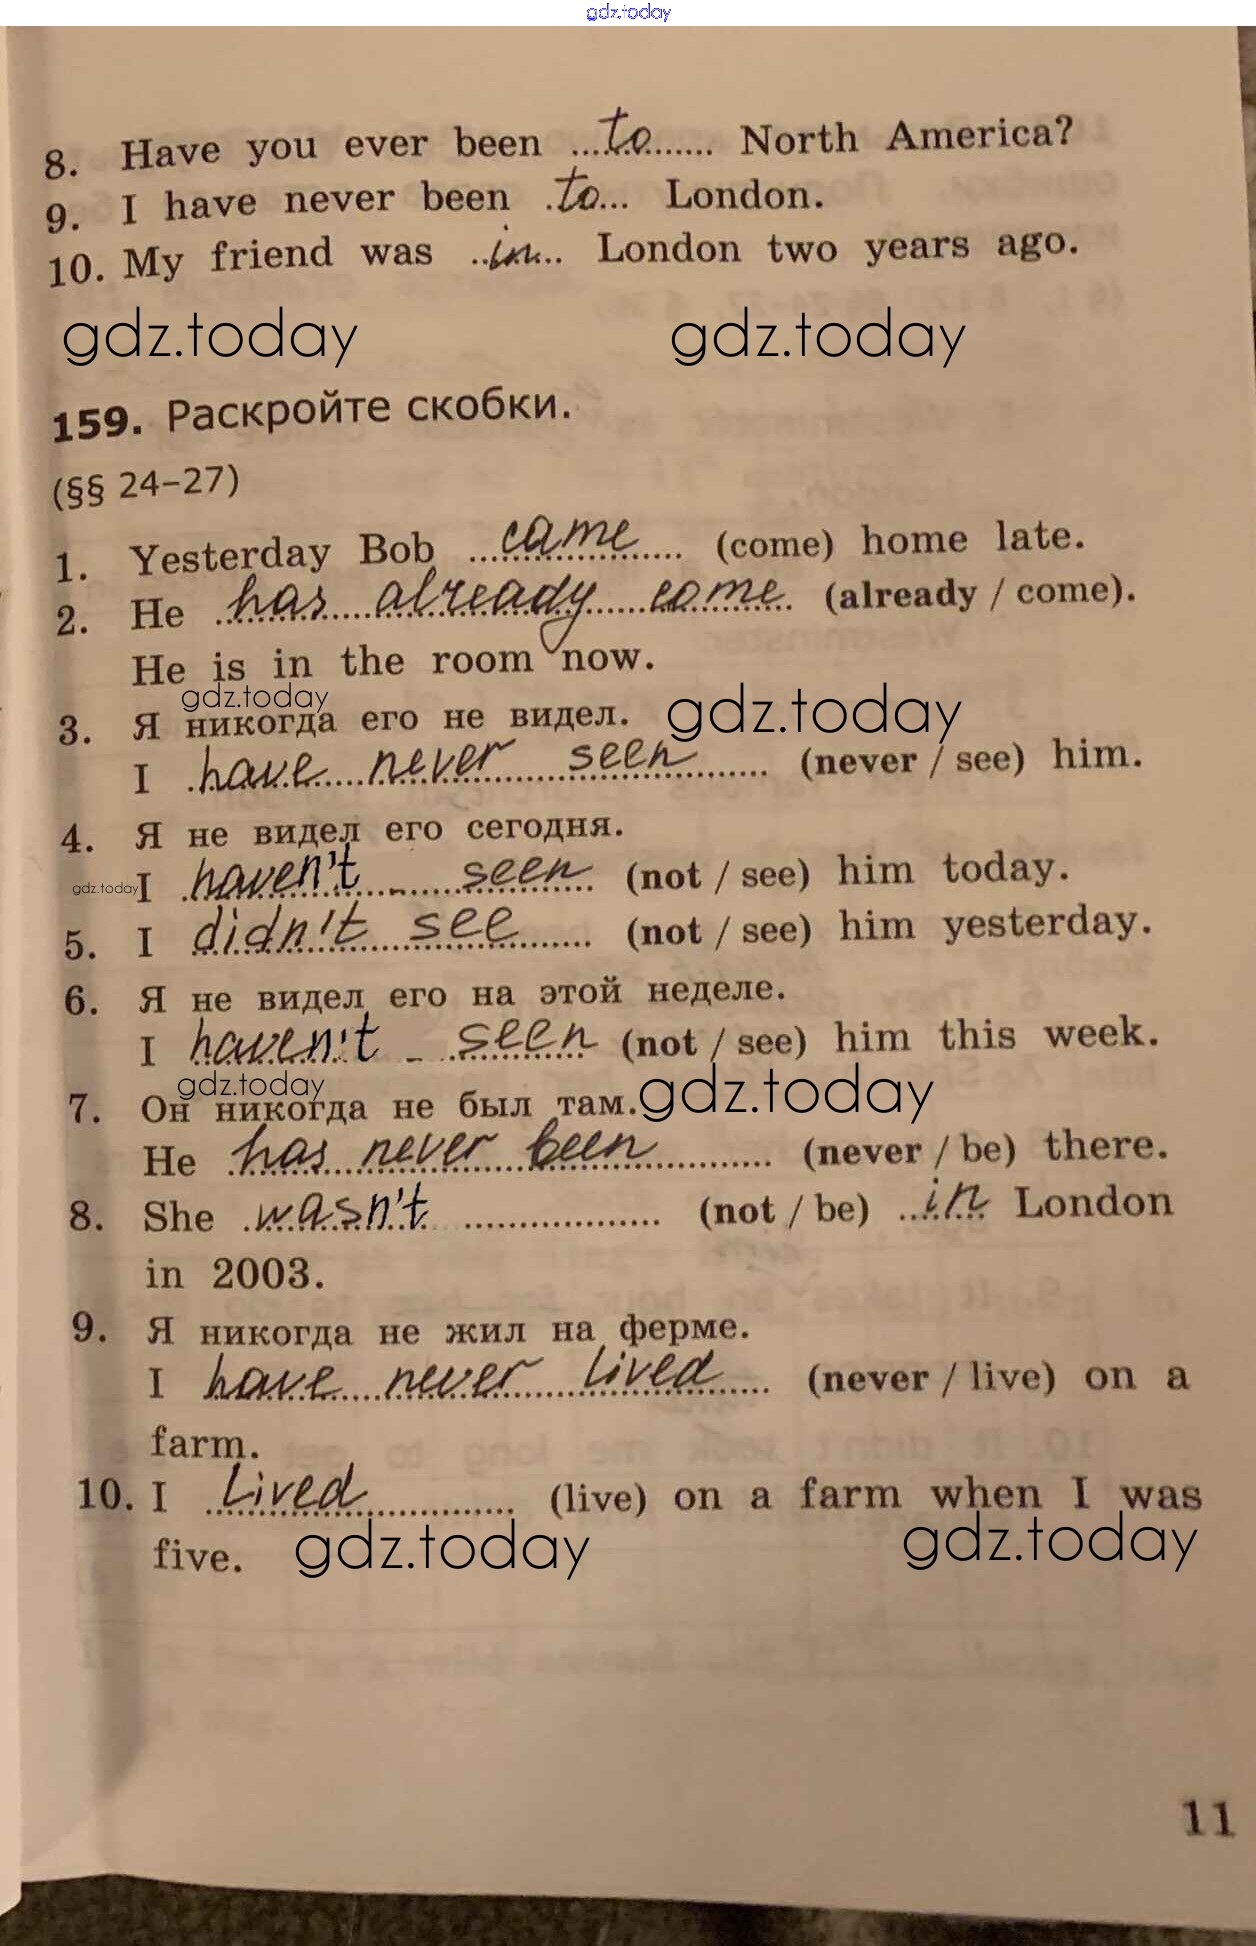 gdz.today
8. Have you ever been ...to... North America?
9. I have never been ...to... London.
10. My friend was ...in... London two years ago.
gdz.today gdz.today
159. Раскройте скобки.
(§§ 24–27)
1. Yesterday Bob ...came... (come) home late.
2. He ...has already come... (already / come).
He is in the room now.
gdz.today
3. Я никогда его не видел. gdz.today
I ...have never seen... (never / see) him.
4. Я не видел его сегодня.
gdz.today I ...haven't seen... (not / see) him today.
5. I ...didn't see... (not / see) him yesterday.
6. Я не видел его на этой неделе.
I ...haven't seen... (not / see) him this week.
gdz.today
7. Он никогда не был там. gdz.today
He ...has never been... (never / be) there.
8. She ...wasn't... (not / be) ...in... London
in 2003.
9. Я никогда не жил на ферме.
I ...have never lived... (never / live) on a
farm.
10. I ...lived... (live) on a farm when I was
five. gdz.today gdz.today
11